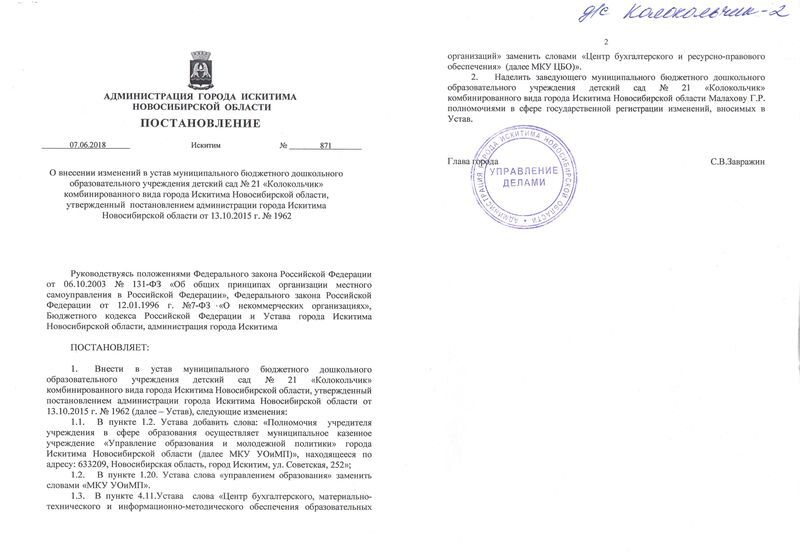 АДМИНИСТРАЦИЯ ГОРОДА ИСКИТИМА
НОВОСИБИРСКОЙ ОБЛАСТИ
ПОСТАНОВЛЕНИЕ
07.06.2018 Искитим № 871
О внесении изменений в устав муниципального бюджетного дошкольного
образовательного учреждения детский сад № 21 «Колокольчик»
комбинированного вида города Искитима Новосибирской области,
утвержденный постановлением администрации города Искитима
Новосибирской области от 13.10.2015 г. № 1962
Руководствуясь положениями Федерального закона Российской Федерации
от 06.10.2003 № 131-ФЗ «Об общих принципах организации местного
самоуправления в Российской Федерации», Федерального закона Российской
Федерации от 12.01.1996 г. №7-ФЗ «О некоммерческих организациях»,
Бюджетного кодекса Российской Федерации и Устава города Искитима
Новосибирской области, администрация города Искитима
ПОСТАНОВЛЯЕТ:
1. Внести в устав муниципального бюджетного дошкольного
образовательного учреждения детский сад № 21 «Колокольчик»
комбинированного вида города Искитима Новосибирской области, утвержденный
постановлением администрации города Искитима Новосибирской области от
13.10.2015 г. № 1962 (далее – Устав), следующие изменения:
1.1. В пункте 1.2. Устава добавить слова: «Полномочия учредителя
учреждения в сфере образования осуществляет муниципальное казенное
учреждение «Управление образования и молодежной политики» города
Искитима Новосибирской области (далее МКУ УОиМП)», находящееся по
адресу: 633209, Новосибирская область, город Искитим, ул. Советская, 252»;
1.2. В пункте 1.20. Устава слова «управлением образования» заменить
словами «МКУ УОиМП».
1.3. В пункте 4.11.Устава слова «Центр бухгалтерского, материально-
технического и информационно-методического обеспечения образовательных
д/с Колокольчик-2
2
организаций» заменить словами «Центр бухгалтерского и ресурсно-правового
обеспечения» (далее МКУ ЦБО)».
2. Наделить заведующего муниципального бюджетного дошкольного
образовательного учреждения детский сад № 21 «Колокольчик»
комбинированного вида города Искитима Новосибирской области Малахову Г.Р.
полномочиями в сфере государственной регистрации изменений, вносимых в
Устав.
Глава города С.В.Завражин
АДМИНИСТРАЦИЯ ГОРОДА ИСКИТИМА НОВОСИБИРСКОЙ ОБЛАСТИ
УПРАВЛЕНИЕ
ДЕЛАМИ